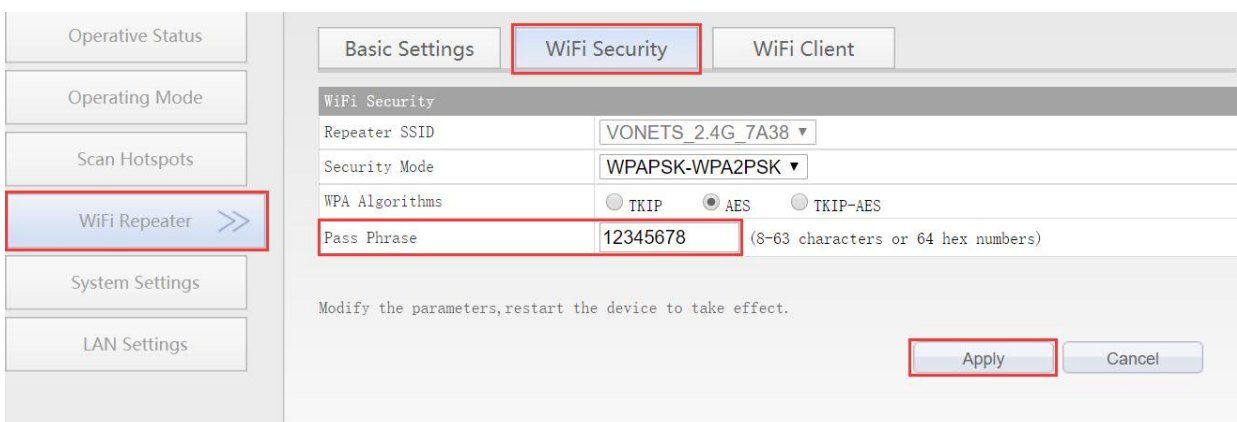 Operative Status
Operating Mode
Scan Hotspots
WiFi Repeater >>
System Settings
LAN Settings
Basic Settings WiFi Security WiFi Client
WiFi Security
Repeater SSID VONETS_2.4G_7A38
Security Mode WPAPSK-WPA2PSK
WPA Algorithms TKIP AES TKIP-AES
Pass Phrase 12345678 (8-63 characters or 64 hex numbers)
Modify the parameters,restart the device to take effect.
Apply Cancel